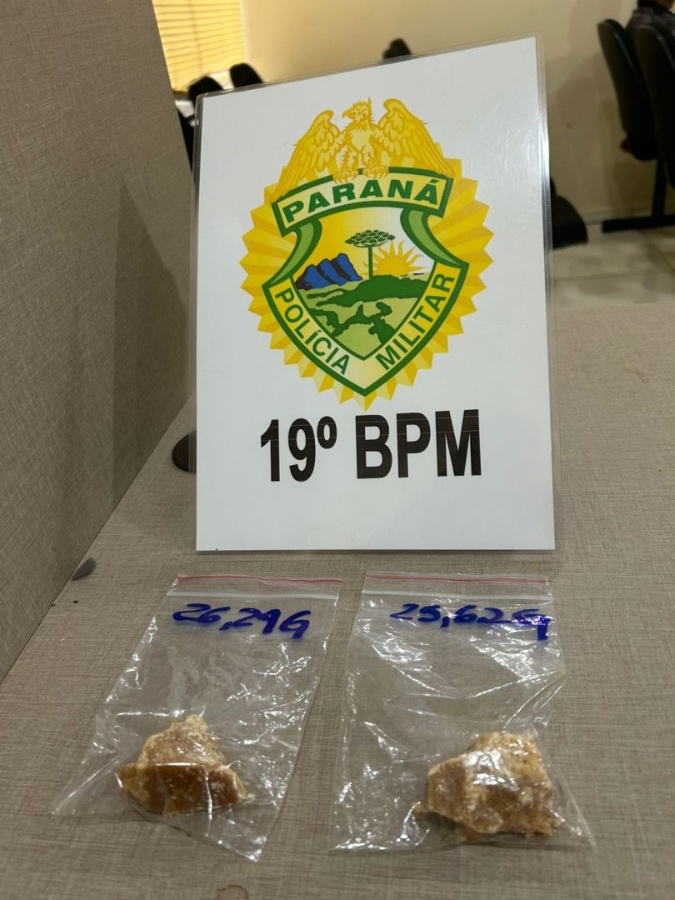 PARANÁ
POLÍCIA MILITAR
19º BPM
26,29G
25,62G